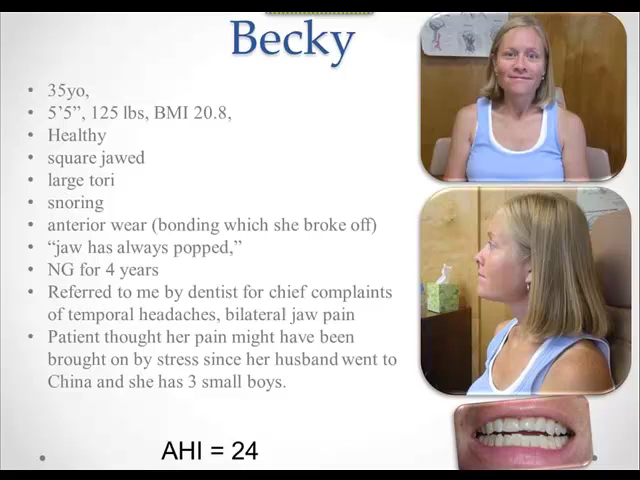 Becky
• 35yo,
• 5’5”, 125 lbs, BMI 20.8,
• Healthy
• square jawed
• large tori
• snoring
• anterior wear (bonding which she broke off)
• “jaw has always popped,”
• NG for 4 years
• Referred to me by dentist for chief complaints
of temporal headaches, bilateral jaw pain
• Patient thought her pain might have been
brought on by stress since her husband went to
China and she has 3 small boys.
AHI = 24